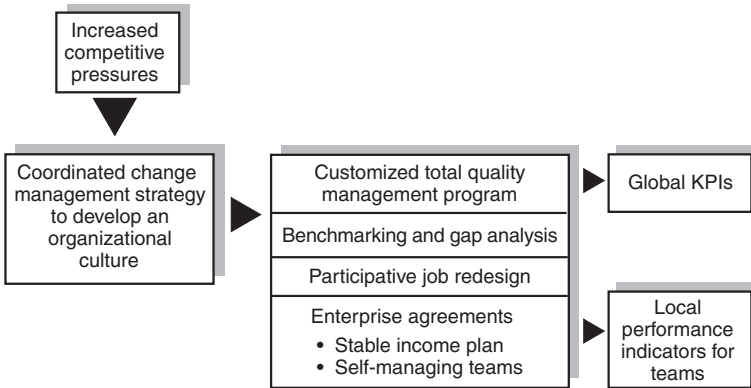 Increased
competitive
pressures
Coordinated change
management strategy
to develop an
organizational
culture
Customized total quality
management program
Benchmarking and gap analysis
Participative job redesign
Enterprise agreements
• Stable income plan
• Self-managing teams
Global KPIs
Local
performance
indicators for
teams